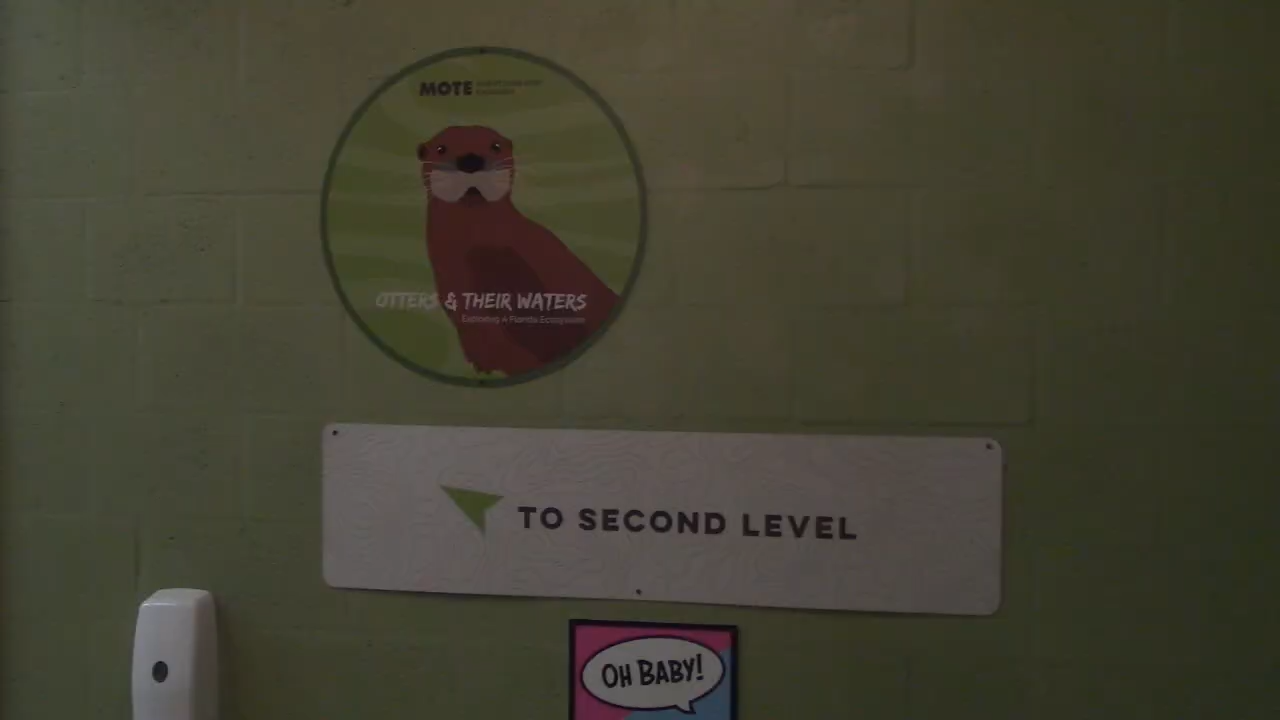 MOTE
OTTERS & THEIR WATERS
Exploring A Florida Ecosystem
TO SECOND LEVEL
OH BABY!